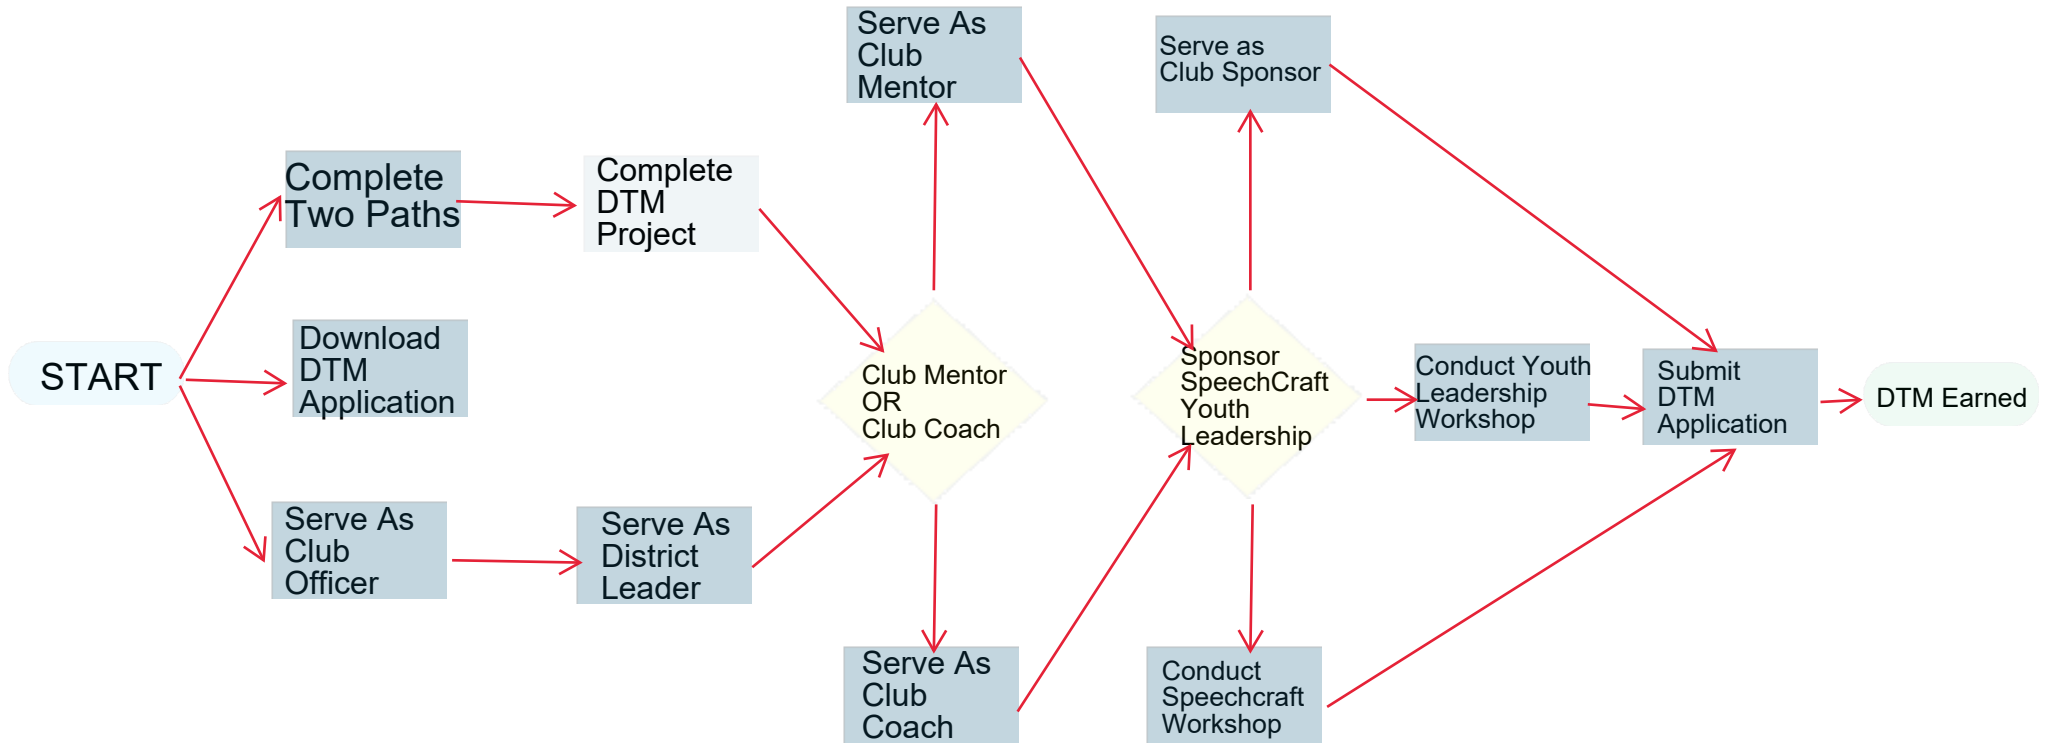 START
Complete
Two Paths
Download
DTM
Application
Serve As
Club
Officer
Complete
DTM
Project
Serve As
District
Leader
Serve As
Club
Mentor
Club Mentor
OR
Club Coach
Serve As
Club
Coach
Serve as
Club Sponsor
Sponsor
SpeechCraft
Youth
Leadership
Conduct
Speechcraft
Workshop
Conduct Youth
Leadership
Workshop
Submit
DTM
Application
DTM Earned